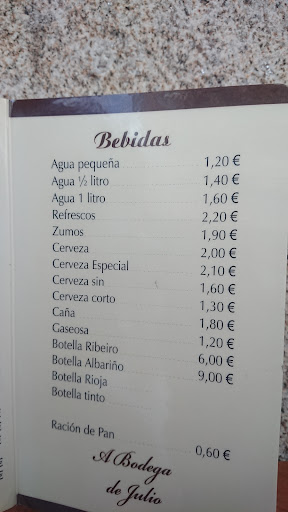 Bebidas
Agua pequeña 1,20 €
Agua ½ litro 1,40 €
Agua 1 litro 1,60 €
Refrescos 2,20 €
Zumos 1,90 €
Cerveza 2,00 €
Cerveza Especial 2,10 €
Cerveza sin 1,60 €
Cerveza corto 1,30 €
Caña 1,80 €
Gaseosa 1,20 €
Botella Ribeiro 6,00 €
Botella Albariño 9,00 €
Botella Rioja
Botella tinto
Ración de Pan 0,60 €
A Bodega
de Julio